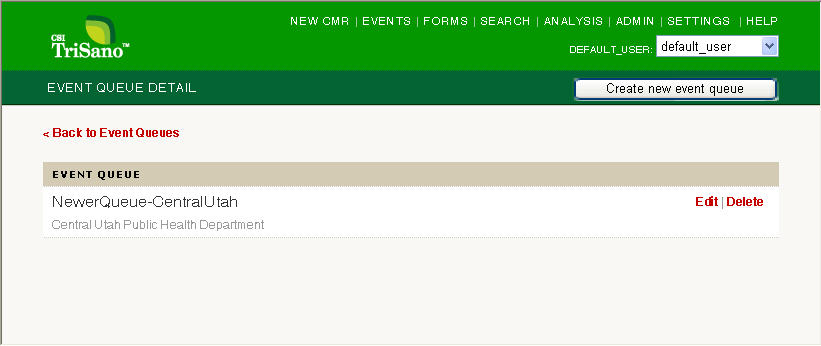 NEW CMR | EVENTS | FORMS | SEARCH | ANALYSIS | ADMIN | SETTINGS | HELP
CSI
TriSano™
DEFAULT_USER: default_user
EVENT QUEUE DETAIL
Create new event queue
< Back to Event Queues
EVENT QUEUE
NewerQueue-CentralUtah
Edit | Delete
Central Utah Public Health Department